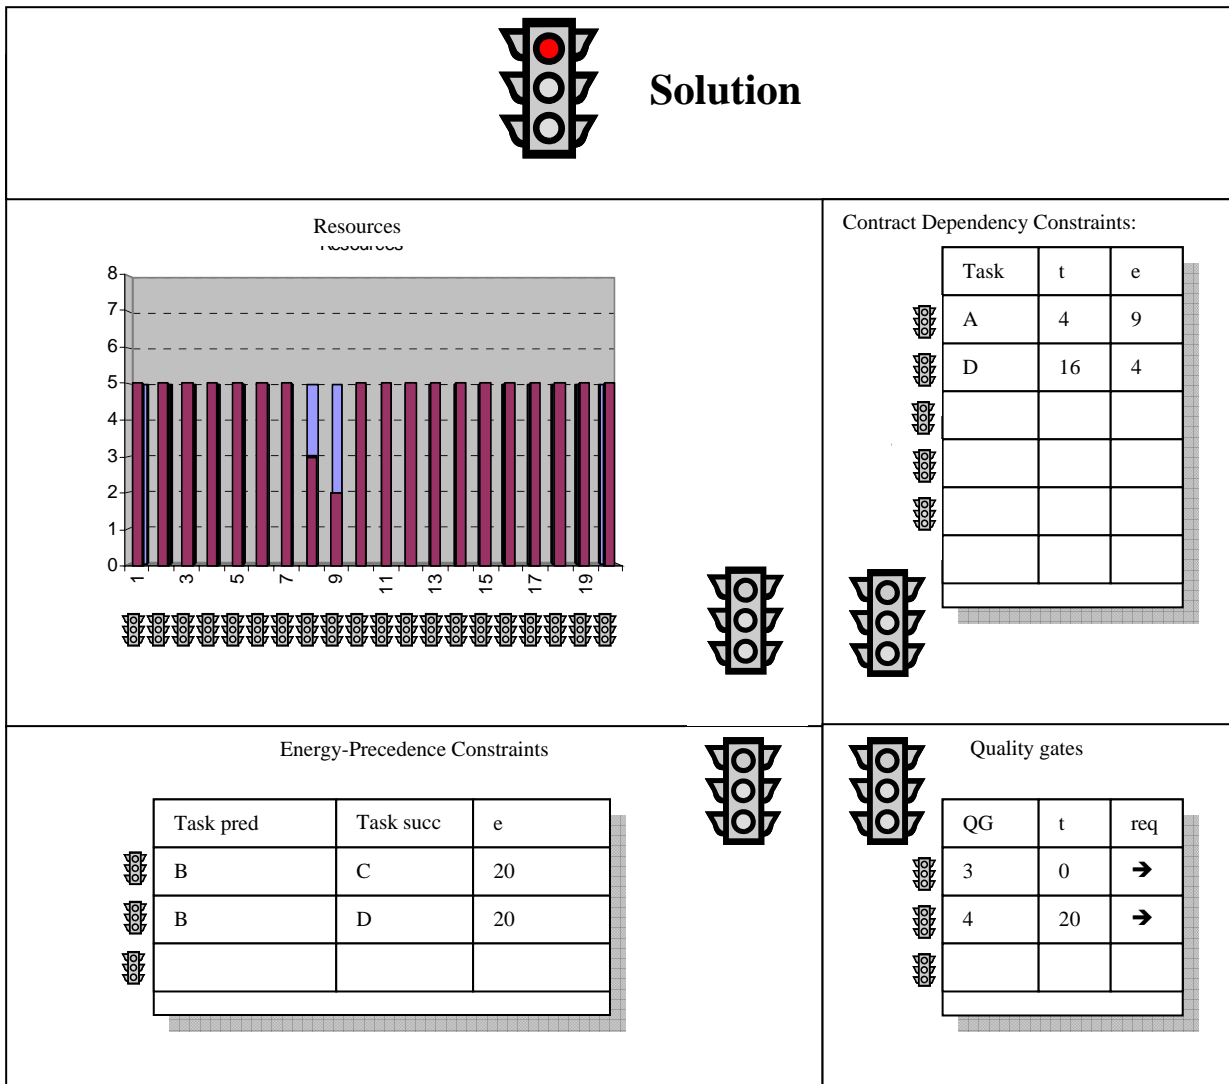 Solution
Resources
Resources
8
7
6
5
4
3
2
1
0
1 3 5 7 9 11 13 15 17 19
Contract Dependency Constraints:
Task t e
A 4 9
D 16 4
Energy-Precedence Constraints
Task pred Task succ e
B C 20
B D 20
Quality gates
QG t req
3 0 ➔
4 20 ➔